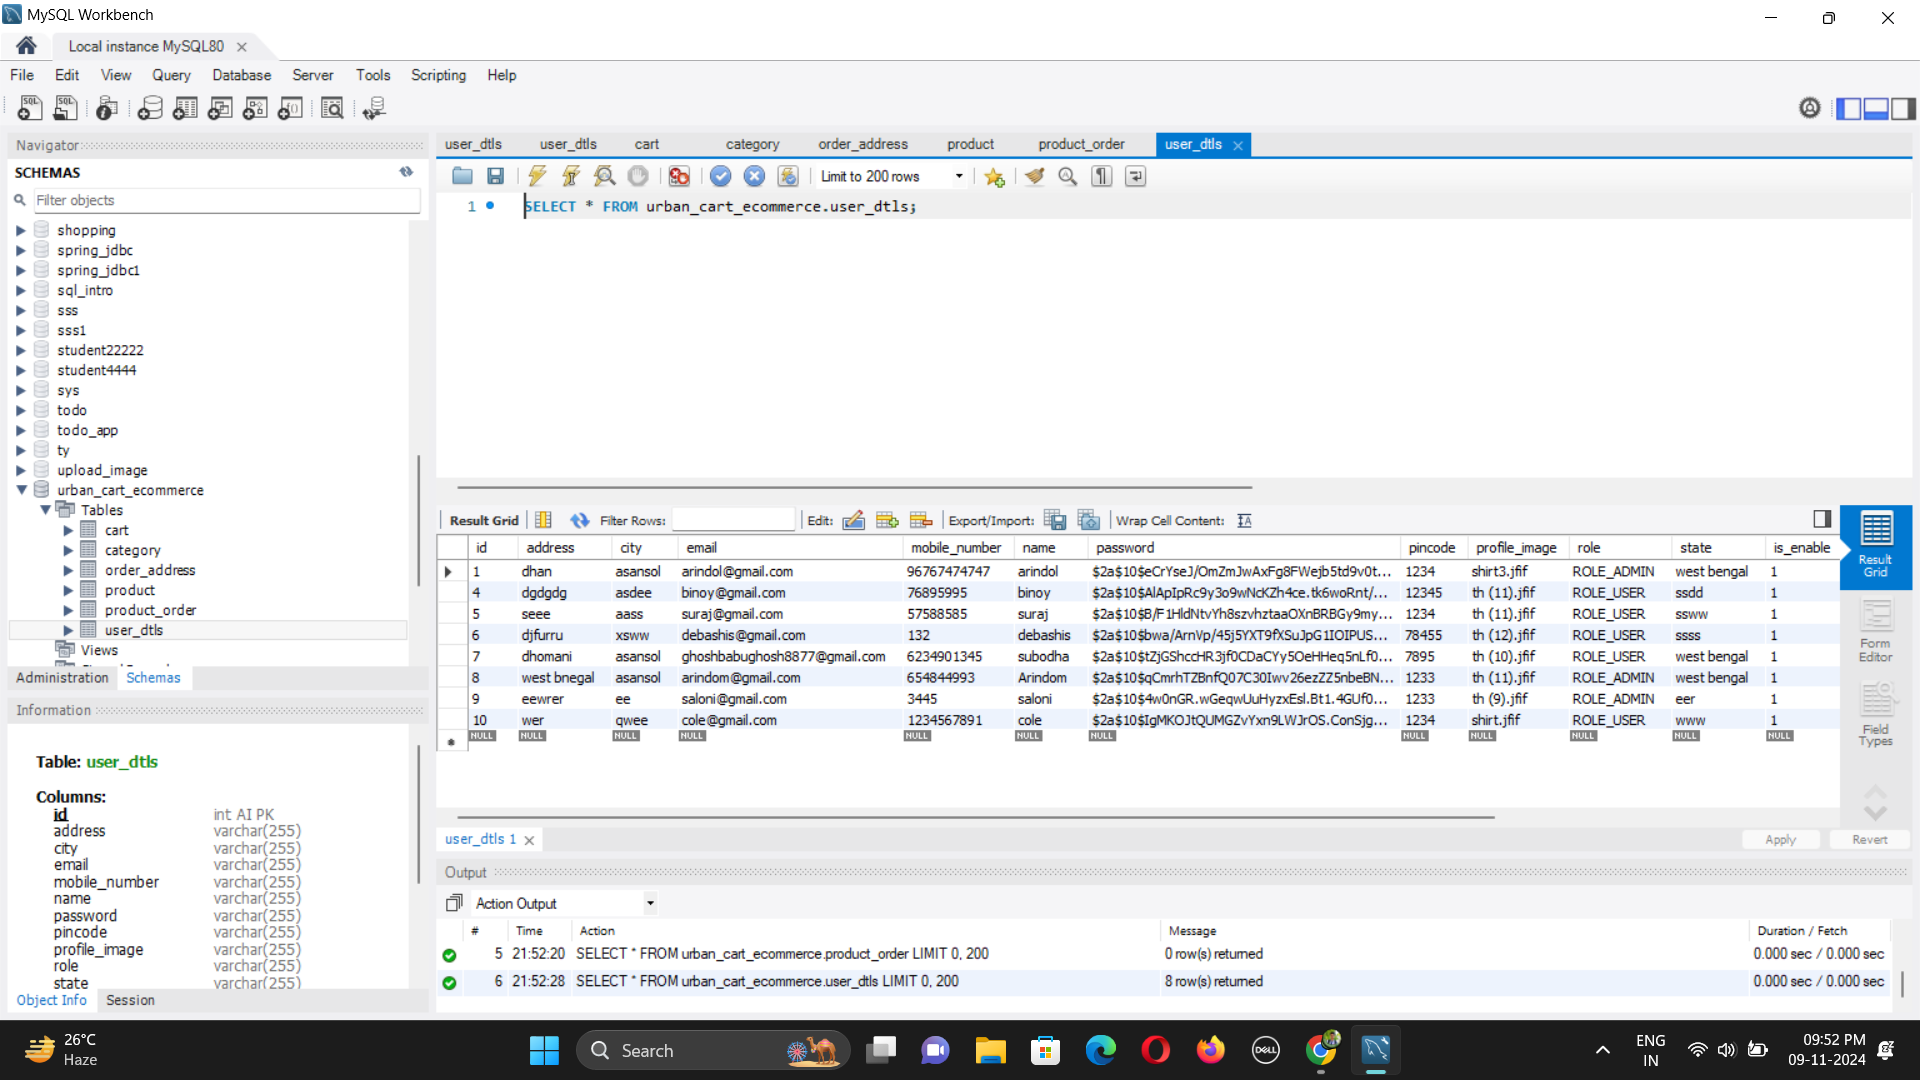 MySQL Workbench
Local instance MySQL80
File Edit View Query Database Server Tools Scripting Help
Navigator
SCHEMAS
Filter objects
shopping
spring_jdbc
spring_jdbc1
sql_intro
sss
sss1
student22222
student4444
sys
todo
todo_app
ty
upload_image
urban_cart_ecommerce
Tables
cart
category
order_address
product
product_order
user_dtls
Views
Administration Schemas
Information
Table: user_dtls
Columns:
id int AI PK
address varchar(255)
city varchar(255)
email varchar(255)
mobile_number varchar(255)
name varchar(255)
password varchar(255)
pincode varchar(255)
profile_image varchar(255)
role varchar(255)
state varchar(255)
Object Info Session
user_dtls user_dtls cart category order_address product product_order user_dtls
Limit to 200 rows
1 SELECT * FROM urban_cart_ecommerce.user_dtls;
Result Grid Filter Rows: Edit: Export/Import: Wrap Cell Content:
id address city email mobile_number name password pincode profile_image role state is_enable
1 dhan asansol arindol@gmail.com 96767474747 arindol $2a$10$eCrYseJ/OmZmJwAxFg8FWejb5td9v0t... 1234 shirt3.jfif ROLE_ADMIN west bengal 1
4 dgdgdg asdee binoy@gmail.com 76895995 binoy $2a$10$AlApIpRc9y3o9wNcKZh4ce.tk6woRnt/... 12345 th (11).jfif ROLE_USER ssdd 1
5 seee aass suraj@gmail.com 57588585 suraj $2a$10$B/F1HldNtvYh8szvhztaaOXnBRBGy9my... 1234 th (11).jfif ROLE_USER ssww 1
6 djfurru xsww debashis@gmail.com 132 debashis $2a$10$bwa/ArnVp/45j5YXT9fXSuJpG1IOIPUS... 78455 th (12).jfif ROLE_USER ssss 1
7 dhomani asansol ghoshbabughosh8877@gmail.com 6234901345 subodha $2a$10$tZjGShccHR3jf0CDaCYy5OeHHeq5nLf0... 7895 th (10).jfif ROLE_USER west bengal 1
8 west bnegal asansol arindom@gmail.com 654844993 Arindom $2a$10$qCmrhTZBnfQ07C30Iwv26ezZZ5nbeBN... 1233 th (11).jfif ROLE_ADMIN west bengal 1
9 eewrer ee saloni@gmail.com 3445 saloni $2a$10$4w0nGR.wGeqwUuHyzxEsl.Bt1.4GUf0... 1233 th (9).jfif ROLE_ADMIN eer 1
10 wer qwee cole@gmail.com 1234567891 cole $2a$10$IgMKOJtQUMGZvYxn9LWJrOS.ConSjg... 1234 shirt.jfif ROLE_USER www 1
NULL NULL NULL NULL NULL NULL NULL NULL NULL NULL NULL NULL
Result Grid
Form Editor
Field Types
user_dtls 1
Apply Revert
Output
Action Output
# Time Action Message Duration / Fetch
5 21:52:20 SELECT * FROM urban_cart_ecommerce.product_order LIMIT 0, 200 0 row(s) returned 0.000 sec / 0.000 sec
6 21:52:28 SELECT * FROM urban_cart_ecommerce.user_dtls LIMIT 0, 200 8 row(s) returned 0.000 sec / 0.000 sec
26°C
Haze
Search
DELL
ENG
IN
09:52 PM
09-11-2024